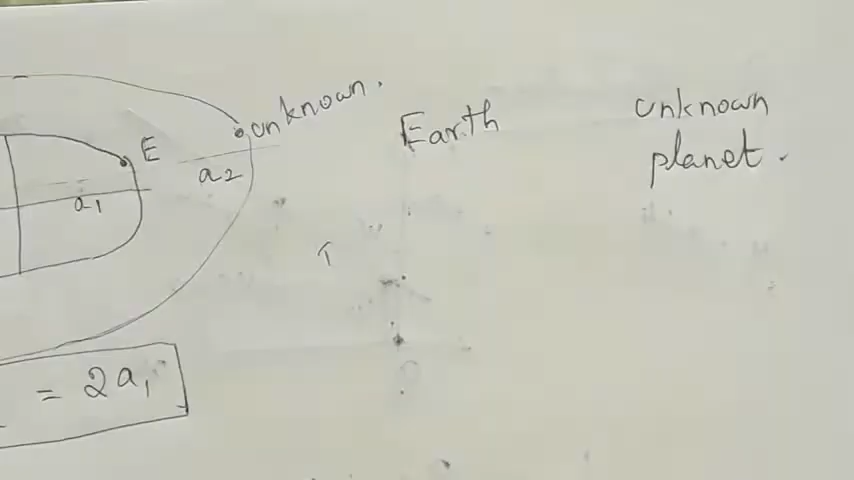 unknown.
E
a2
a1
Earth
unknown
planet.
T
= 2a1